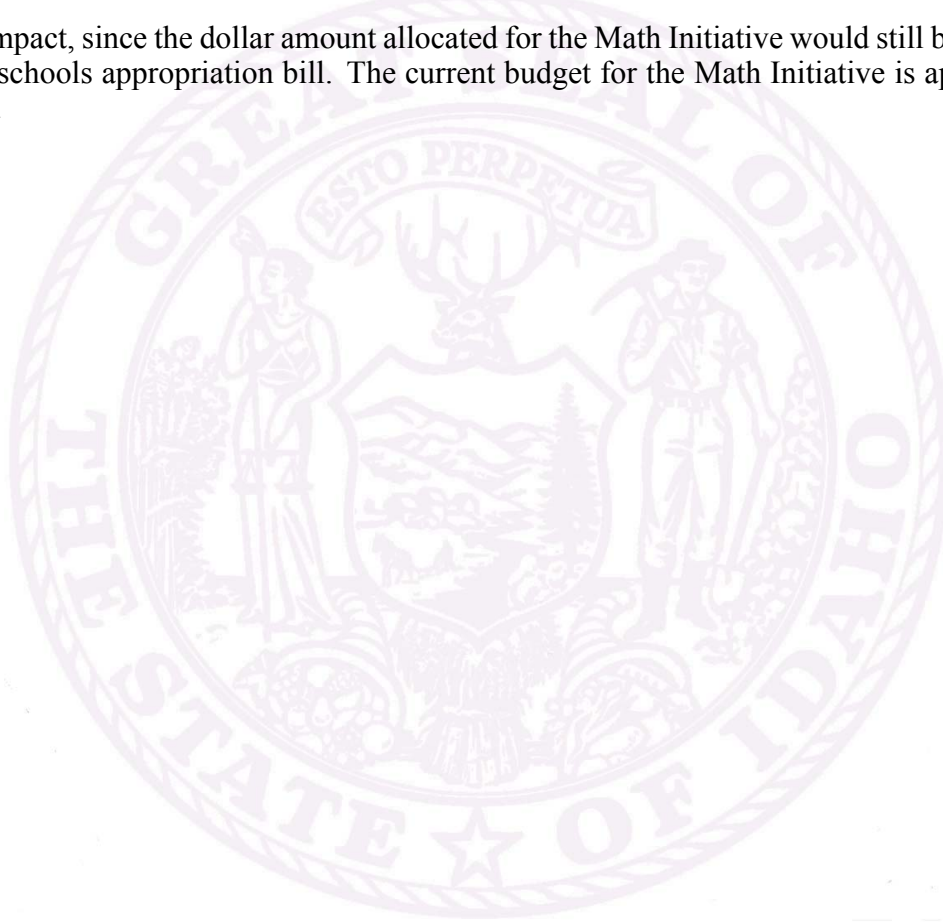 mpact, since the dollar amount allocated for the Math Initiative would still b
schools appropriation bill. The current budget for the Math Initiative is ap
GREAT SEAL OF
ESTO PERPETUA
THE
IDAHO
STATE OF